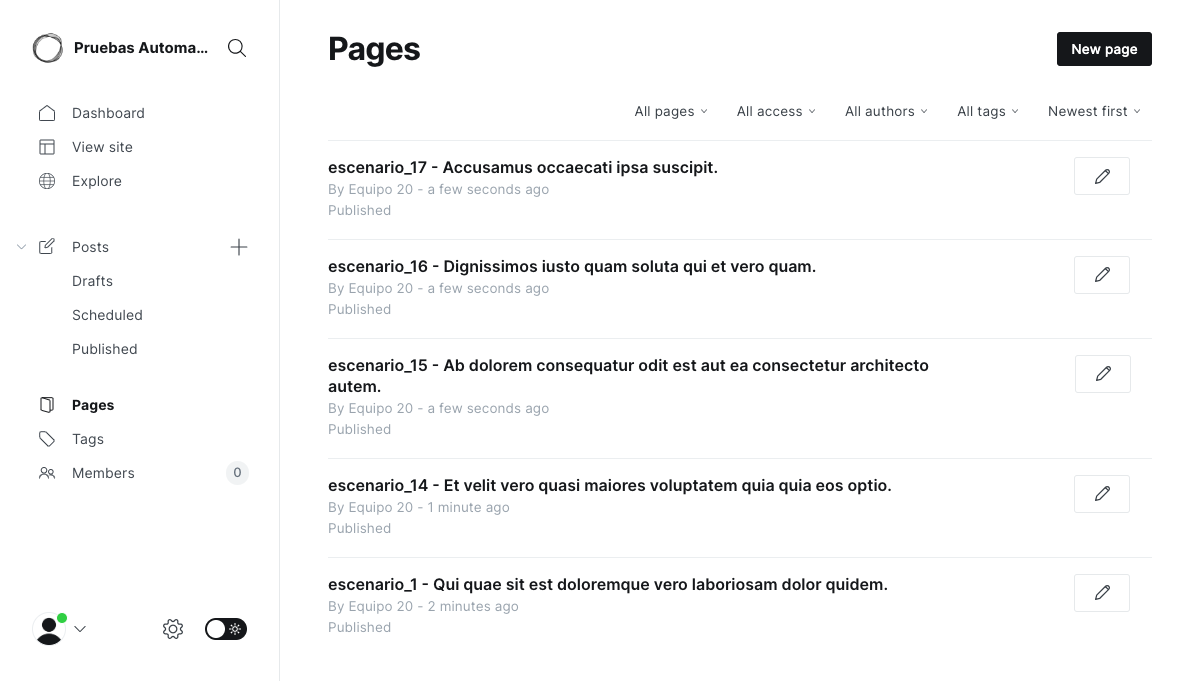 Pruebas Automa...
Dashboard
View site
Explore
Posts
Drafts
Scheduled
Published
Pages
Tags
Members
0
Pages
New page
All pages
All access
All authors
All tags
Newest first
escenario_17 - Accusamus occaecati ipsa suscipit.
By Equipo 20 - a few seconds ago
Published
escenario_16 - Dignissimos iusto quam soluta qui et vero quam.
By Equipo 20 - a few seconds ago
Published
escenario_15 - Ab dolorem consequatur odit est aut ea consectetur architecto
autem.
By Equipo 20 - a few seconds ago
Published
escenario_14 - Et velit vero quasi maiores voluptatem quia quia eos optio.
By Equipo 20 - 1 minute ago
Published
escenario_1 - Qui quae sit est doloremque vero laboriosam dolor quidem.
By Equipo 20 - 2 minutes ago
Published